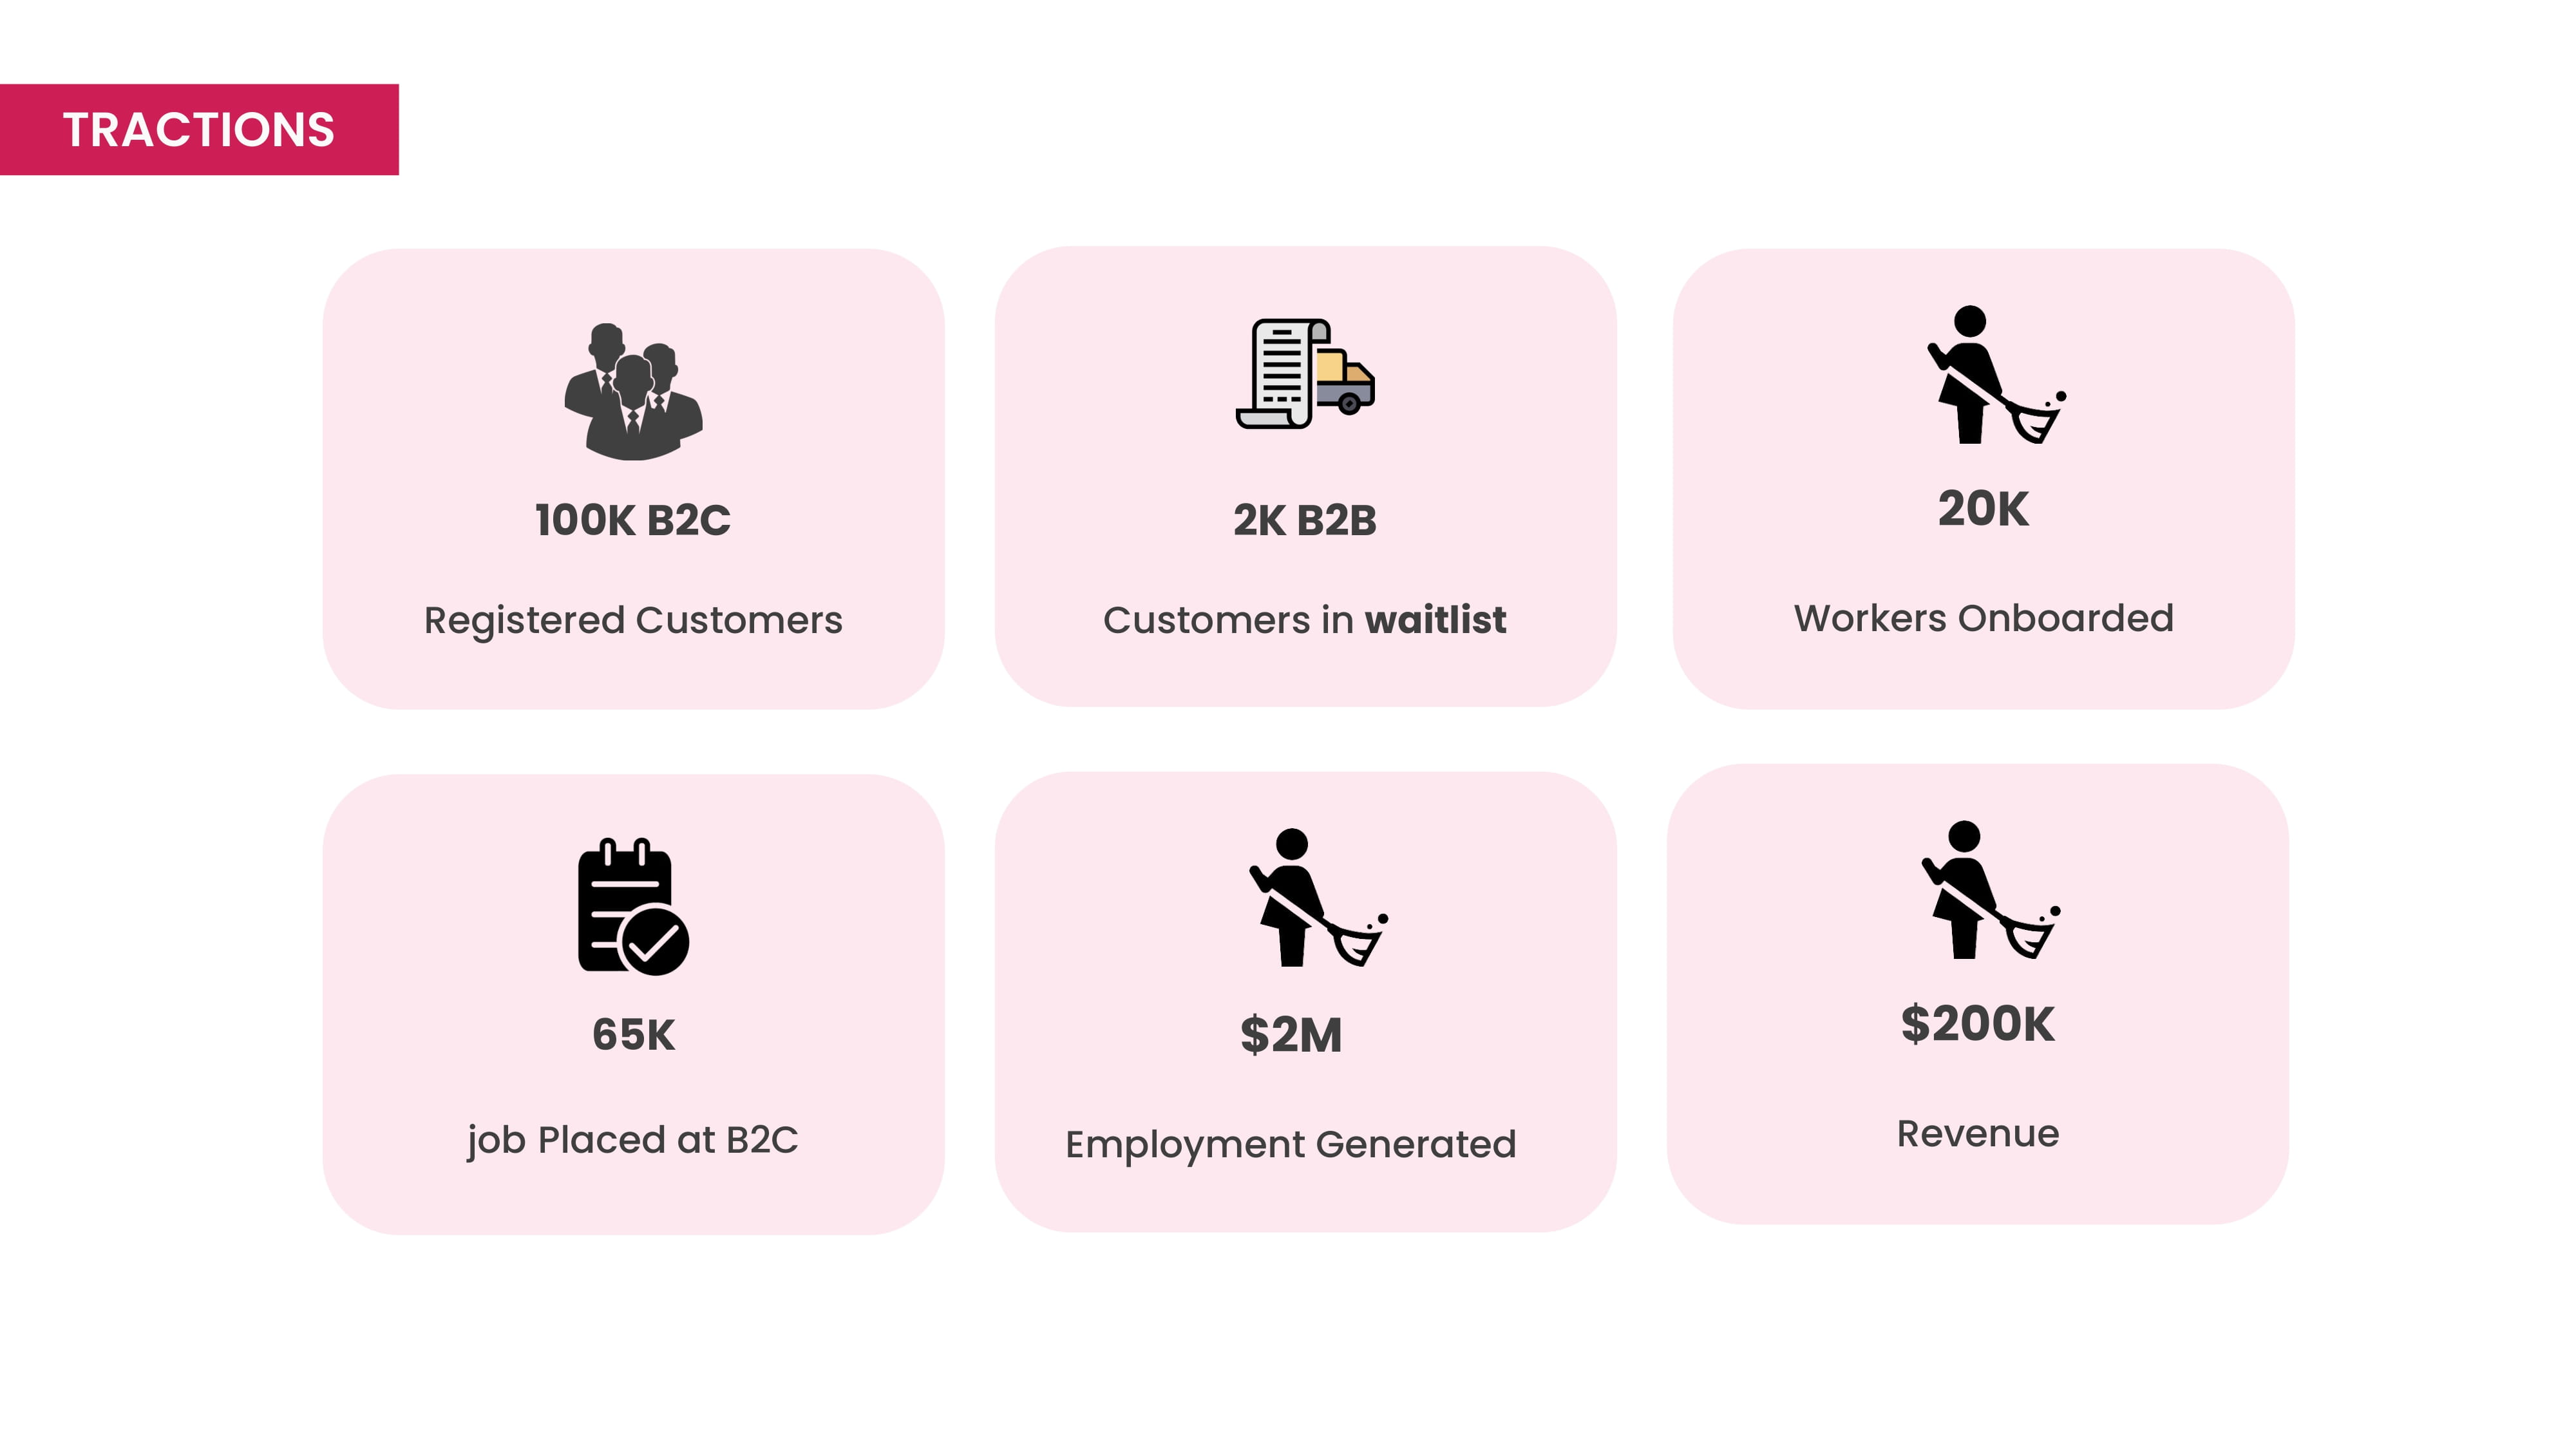 TRACTIONS
100K B2C
Registered Customers
2K B2B
Customers in waitlist
20K
Workers Onboarded
65K
job Placed at B2C
$2M
Employment Generated
$200K
Revenue